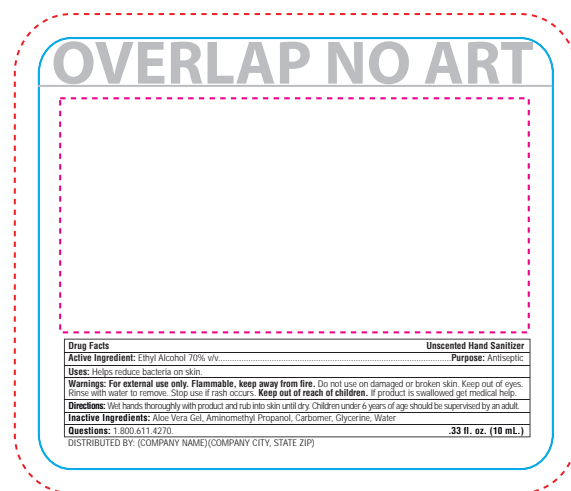 OVERLAP NO ART
Drug Facts Unscented Hand Sanitizer
Active Ingredient: Ethyl Alcohol 70% v/v................................Purpose: Antiseptic
Uses: Helps reduce bacteria on skin.
Warnings: For external use only. Flammable, keep away from fire. Do not use on damaged or broken skin. Keep out of eyes.
Rinse with water to remove. Stop use if rash occurs. Keep out of reach of children. If product is swallowed get medical help.
Directions: Wet hands thoroughly with product and rub into skin until dry. Children under 6 years of age should be supervised by an adult.
Inactive Ingredients: Aloe Vera Gel, Aminomethyl Propanol, Carbomer, Glycerine, Water
Questions: 1.800.611.4270. .33 fl. oz. (10 mL.)
DISTRIBUTED BY: (COMPANY NAME)(COMPANY CITY, STATE ZIP)